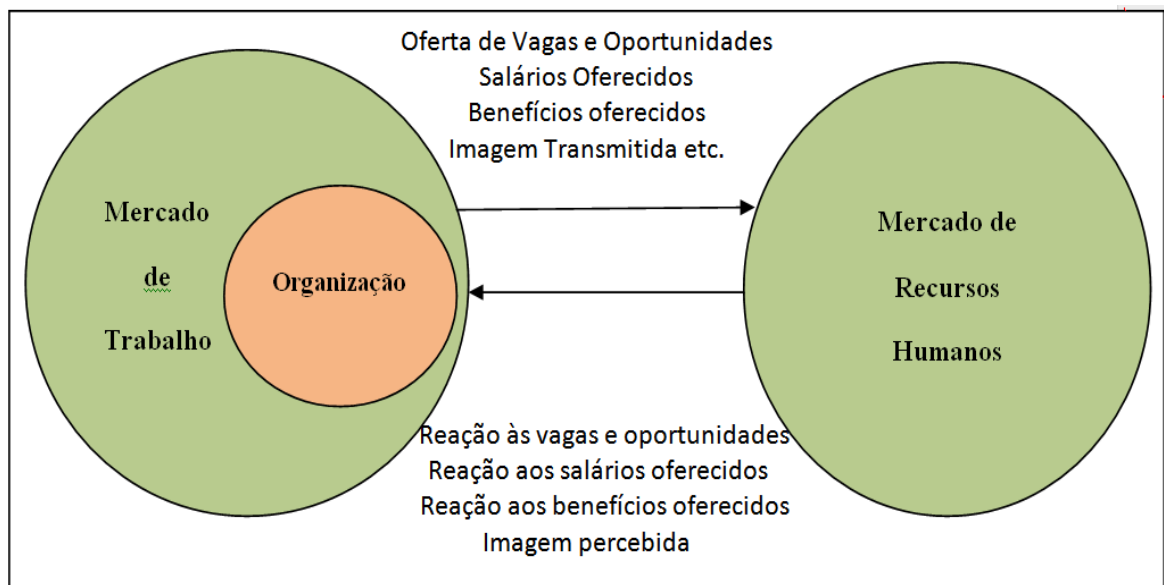 Oferta de Vagas e Oportunidades
Salários Oferecidos
Benefícios oferecidos
Imagem Transmitida etc.
Mercado
de
Trabalho
Organização
Mercado de
Recursos
Humanos
Reação às vagas e oportunidades
Reação aos salários oferecidos
Reação aos benefícios oferecidos
Imagem percebida